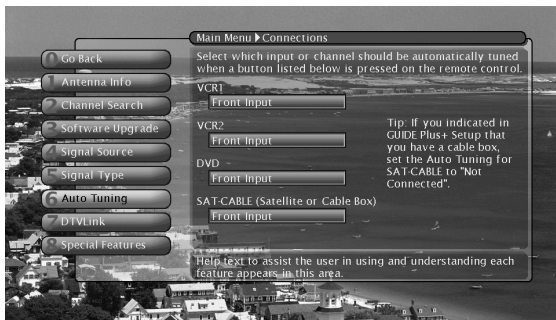 Main Menu ▶ Connections
0 Go Back
1 Antenna Info
2 Channel Search
3 Software Upgrade
4 Signal Source
5 Signal Type
6 Auto Tuning
7 DTVLink
8 Special Features
Select which input or channel should be automatically tuned
when a button listed below is pressed on the remote control.
VCR1
Front Input
VCR2
Front Input
DVD
Front Input
SAT-CABLE (Satellite or Cable Box)
Front Input
Tip: If you indicated in
GUIDE Plus+ Setup that
you have a cable box,
set the Auto Tuning for
SAT-CABLE to "Not
Connected".
Help text to assist the user in using and understanding each
feature appears in this area.